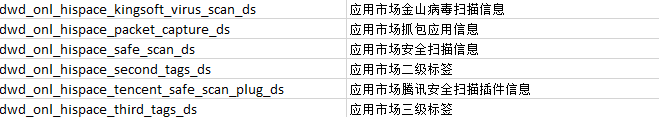 dwd_onl_hispace_kingsoft_virus_scan_ds 应用市场金山病毒扫描信息
dwd_onl_hispace_packet_capture_ds 应用市场抓包应用信息
dwd_onl_hispace_safe_scan_ds 应用市场安全扫描信息
dwd_onl_hispace_second_tags_ds 应用市场二级标签
dwd_onl_hispace_tencent_safe_scan_plug_ds 应用市场腾讯安全扫描插件信息
dwd_onl_hispace_third_tags_ds 应用市场三级标签